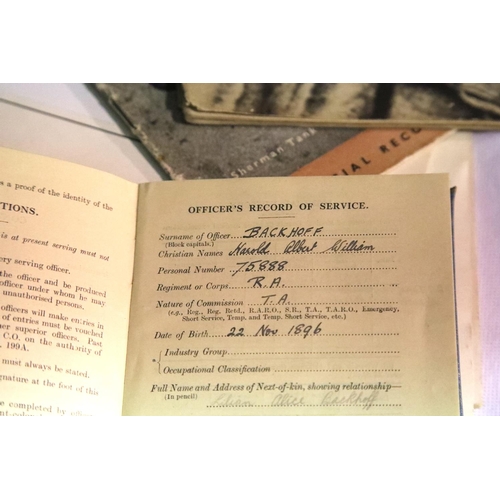 Sherman Tank
IAL RECO
s a proof of the identity of the
TIONS.
is at present serving must not
ery serving officer.
the officer and be produced
officer under whom he may
unauthorised persons.
officers will make entries in
of entries must be vouched
er superior officers. Past
C.O. on the authority of
199A.
must always be stated.
gnature at the foot of this
e completed by offic
OFFICER'S RECORD OF SERVICE.
Surname of Officer BACKHOFF
(Block capitals.)
Christian Names Harold Albert William
Personal Number 75888
Regiment or Corps R.A.
Nature of Commission T.A.
(e.g., Reg., Reg. Retd., R.A.R.O., S.R., T.A., T.A.R.O., Emergency,
Short Service, Temp. and Temp. Short Service, etc.)
Date of Birth 22 Nov 1896
Industry Group
Occupational Classification
Full Name and Address of Next-of-kin, showing relationship—
(In pencil) Backhoff